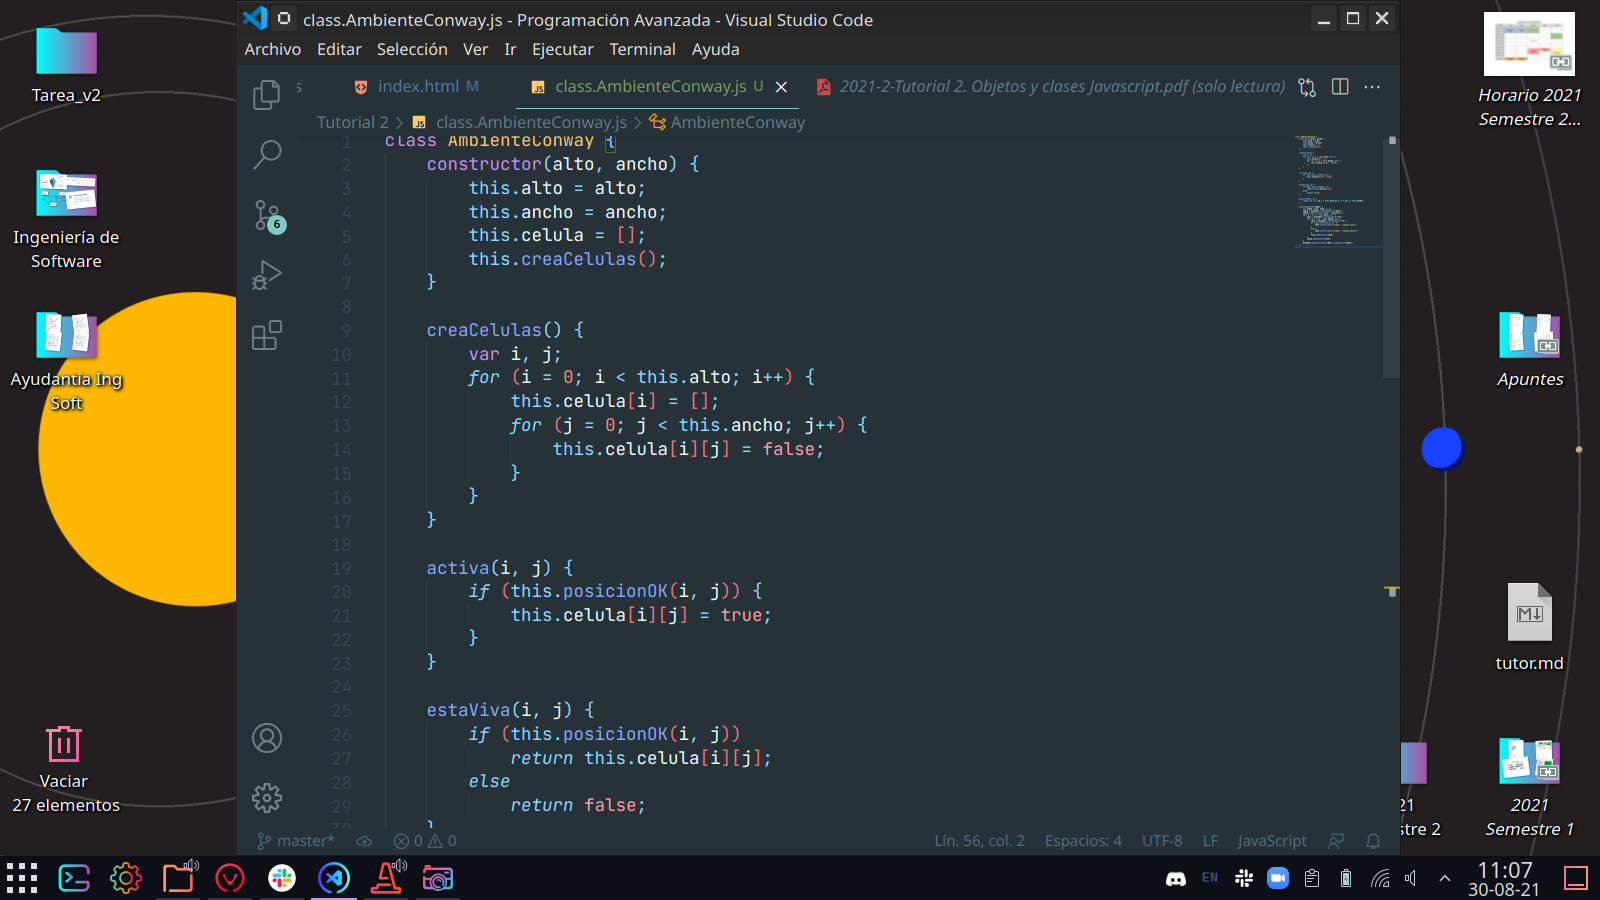 class.AmbienteConway.js - Programación Avanzada - Visual Studio Code
Archivo Editar Selección Ver Ir Ejecutar Terminal Ayuda
s index.html M class.AmbienteConway.js U 2021-2-Tutorial 2. Objetos y clases Javascript.pdf (solo lectura)
Tutorial 2 > JS class.AmbienteConway.js > AmbienteConway
1 class AmbienteConway {
2 constructor(alto, ancho) {
3 this.alto = alto;
4 this.ancho = ancho;
5 this.celula = [];
6 this.creaCelulas();
7 }
8
9 creaCelulas() {
10 var i, j;
11 for (i = 0; i < this.alto; i++) {
12 this.celula[i] = [];
13 for (j = 0; j < this.ancho; j++) {
14 this.celula[i][j] = false;
15 }
16 }
17 }
18
19 activa(i, j) {
20 if (this.posicionOK(i, j)) {
21 this.celula[i][j] = true;
22 }
23 }
24
25 estaViva(i, j) {
26 if (this.posicionOK(i, j))
27 return this.celula[i][j];
28 else
29 return false;
30 }
6
master* 0 0 Lín. 56, col. 2 Espacios: 4 UTF-8 LF JavaScript
Tarea_v2
Ingeniería de
Software
Ayudantía Ing
Soft
Vaciar
27 elementos
Horario 2021
Semestre 2...
Apuntes
M
tutor.md
21
stre 2
2021
Semestre 1
EN
11:07
30-08-21